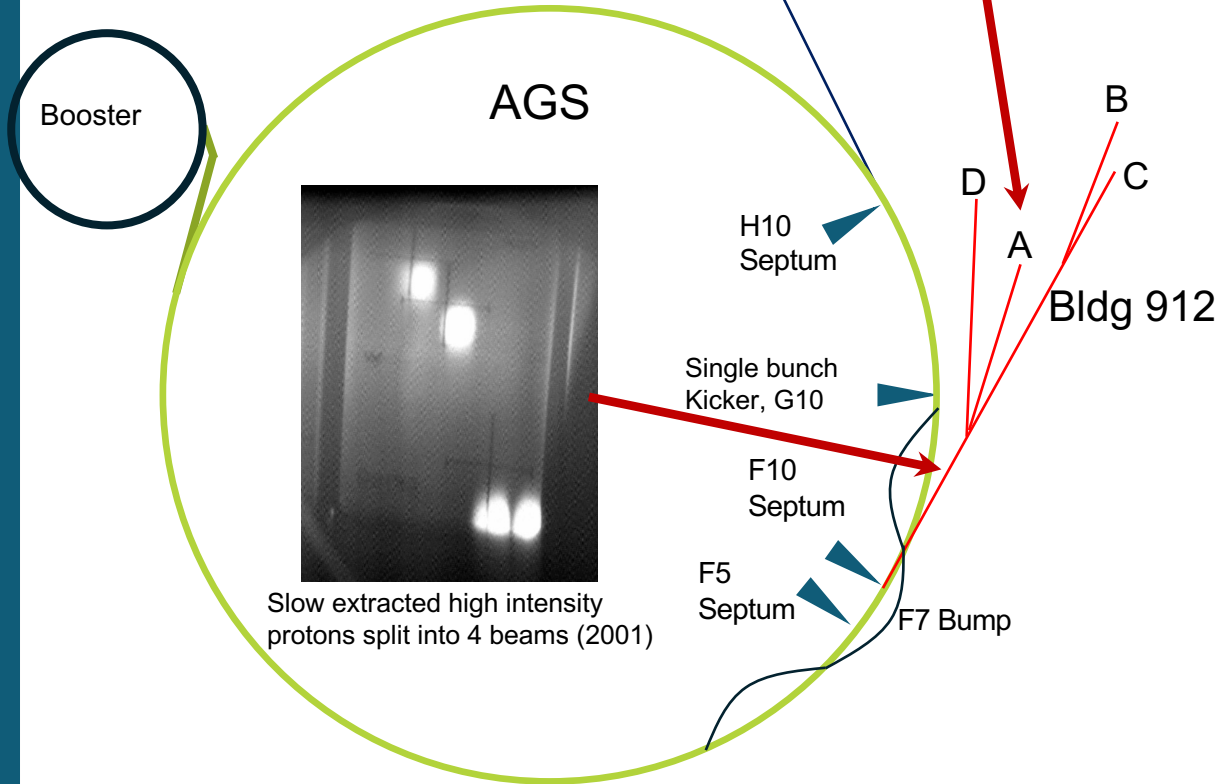 Booster
AGS
B
C
D
A
H10
Septum
Bldg 912
Single bunch
Kicker, G10
F10
Septum
F5
Septum
F7 Bump
Slow extracted high intensity
protons split into 4 beams (2001)